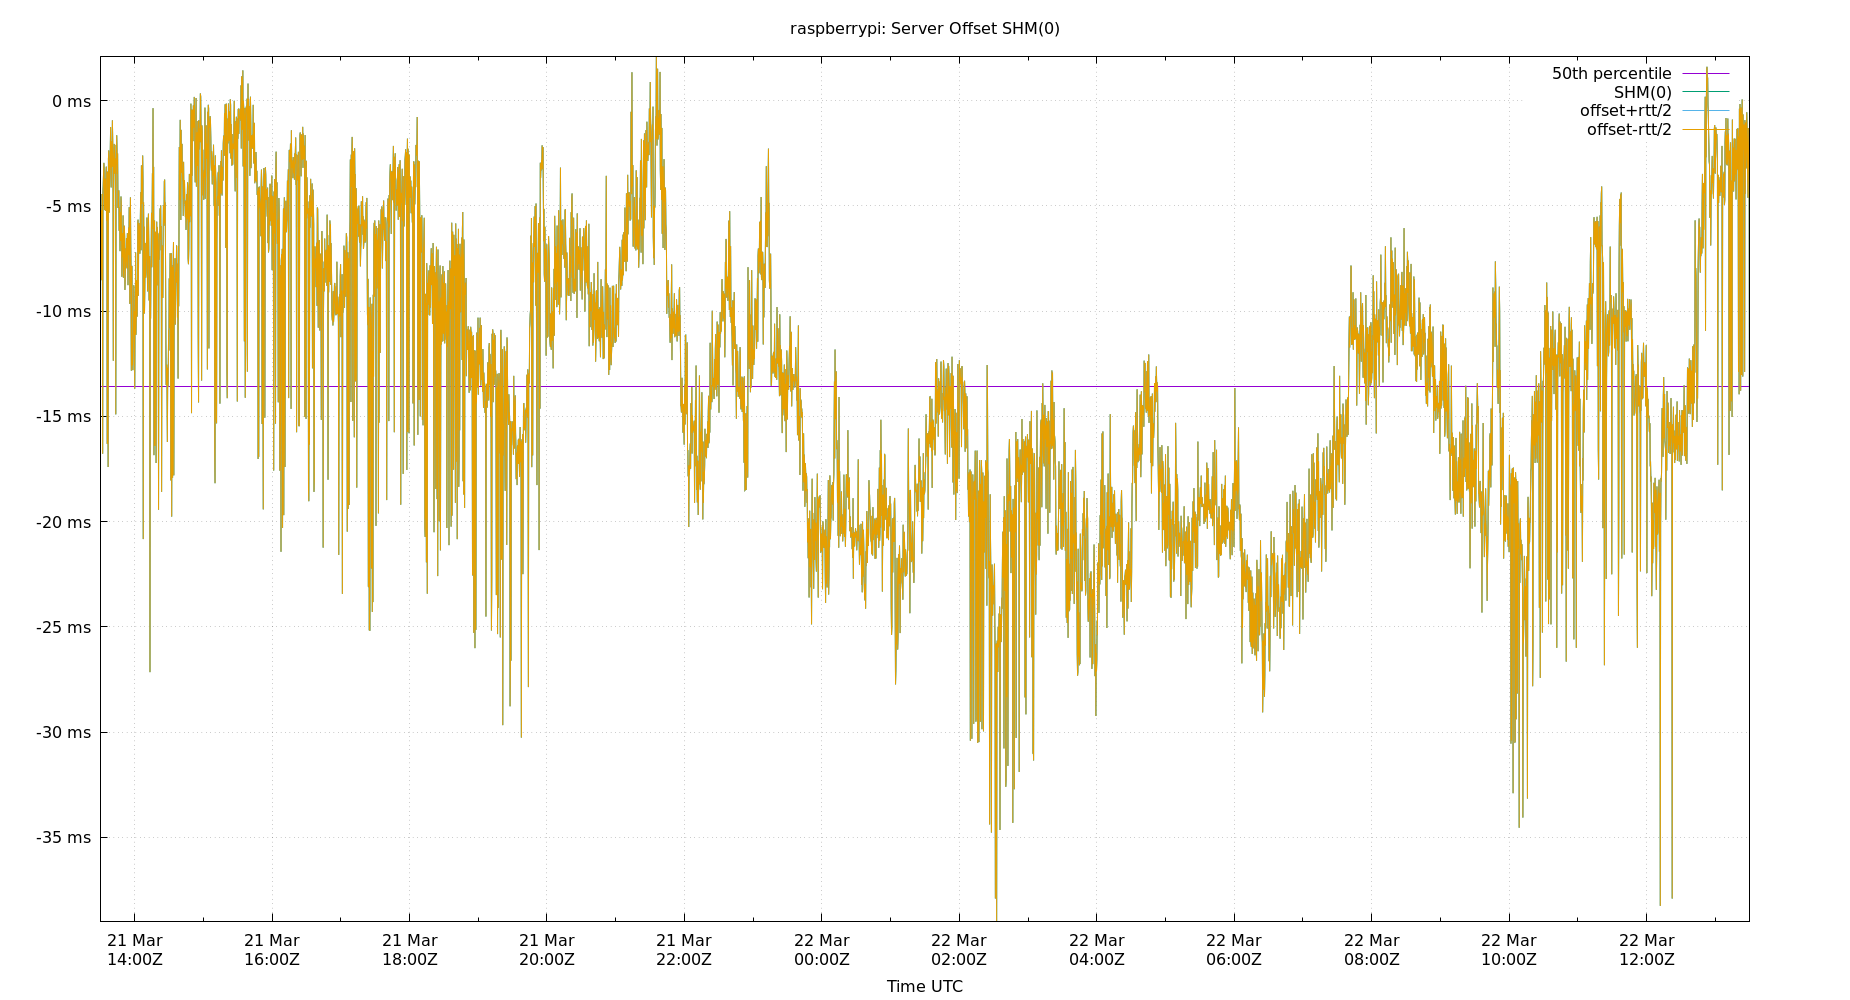 raspberrypi: Server Offset SHM(0)
50th percentile
SHM(0)
offset+rtt/2
offset-rtt/2
0 ms
-5 ms
-10 ms
-15 ms
-20 ms
-25 ms
-30 ms
-35 ms
21 Mar 21 Mar 21 Mar 21 Mar 21 Mar 22 Mar 22 Mar 22 Mar 22 Mar 22 Mar 22 Mar 22 Mar
14:00Z 16:00Z 18:00Z 20:00Z 22:00Z 00:00Z 02:00Z 04:00Z 06:00Z 08:00Z 10:00Z 12:00Z
Time UTC